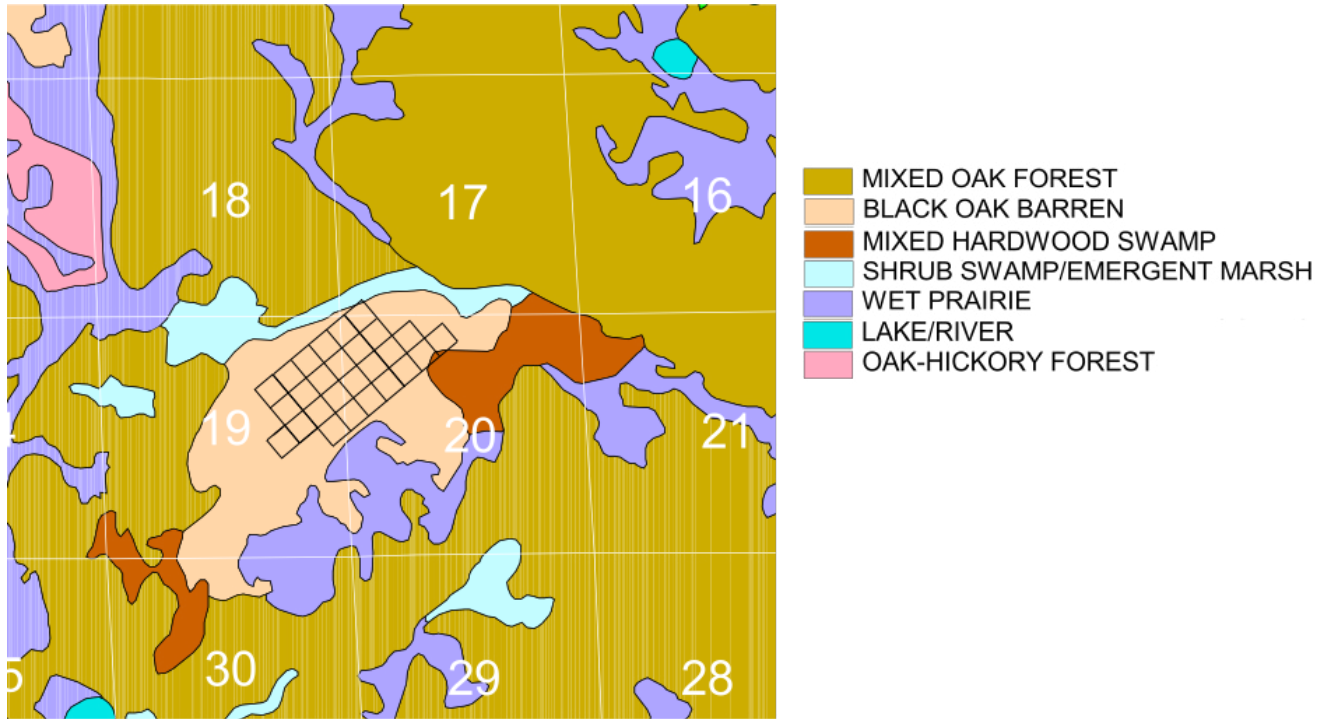 18
17
16
19
20
21
30
29
28
MIXED OAK FOREST
BLACK OAK BARREN
MIXED HARDWOOD SWAMP
SHRUB SWAMP/EMERGENT MARSH
WET PRAIRIE
LAKE/RIVER
OAK-HICKORY FOREST